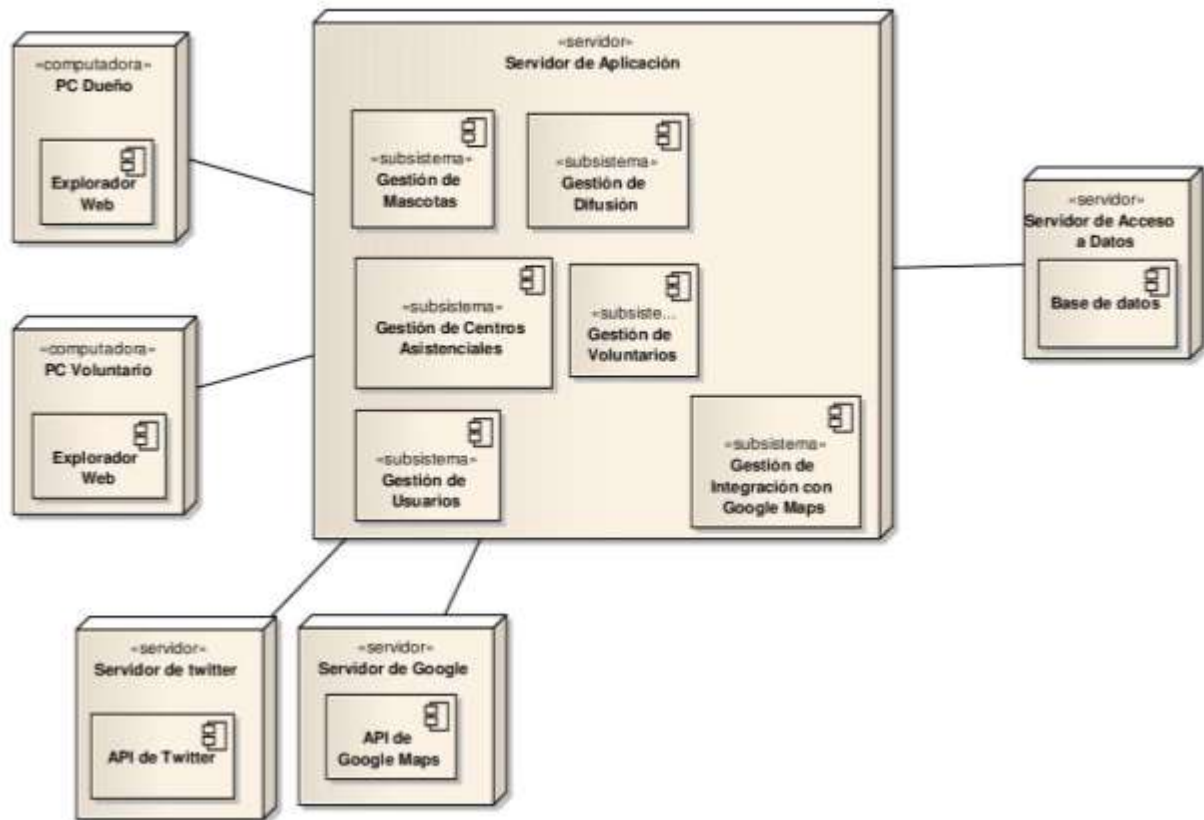 «computadora»
PC Dueño
Explorador
Web
«computadora»
PC Voluntario
Explorador
Web
«servidor»
Servidor de Aplicación
«subsistema»
Gestión de
Mascotas
«subsistema»
Gestión de
Difusión
«subsistema»
Gestión de Centros
Asistenciales
«subsiste...
Gestión de
Voluntarios
«subsistema»
Gestión de
Usuarios
«subsistema»
Gestión de
Integración con
Google Maps
«servidor»
Servidor de Acceso
a Datos
Base de datos
«servidor»
Servidor de twitter
API de Twitter
«servidor»
Servidor de Google
API de
Google Maps